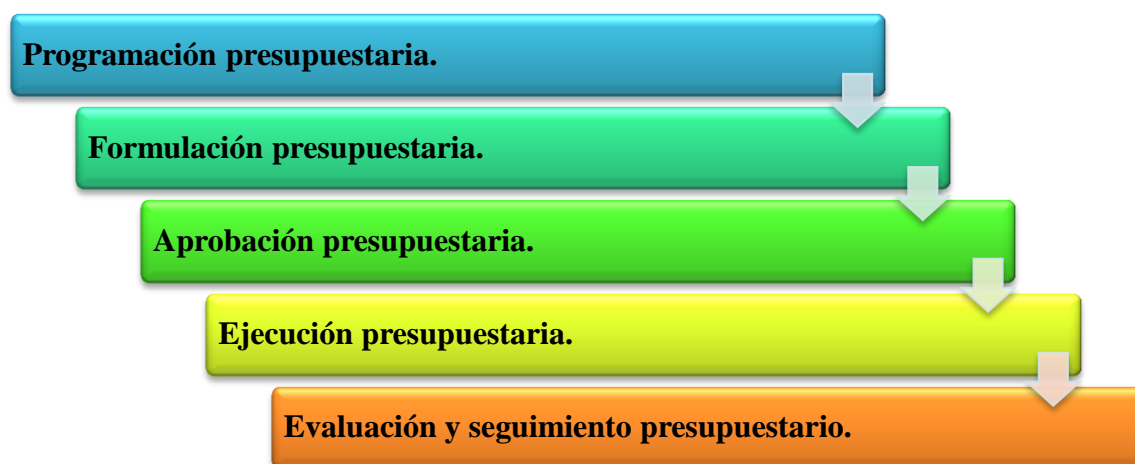 Programación presupuestaria.
Formulación presupuestaria.
Aprobación presupuestaria.
Ejecución presupuestaria.
Evaluación y seguimiento presupuestario.